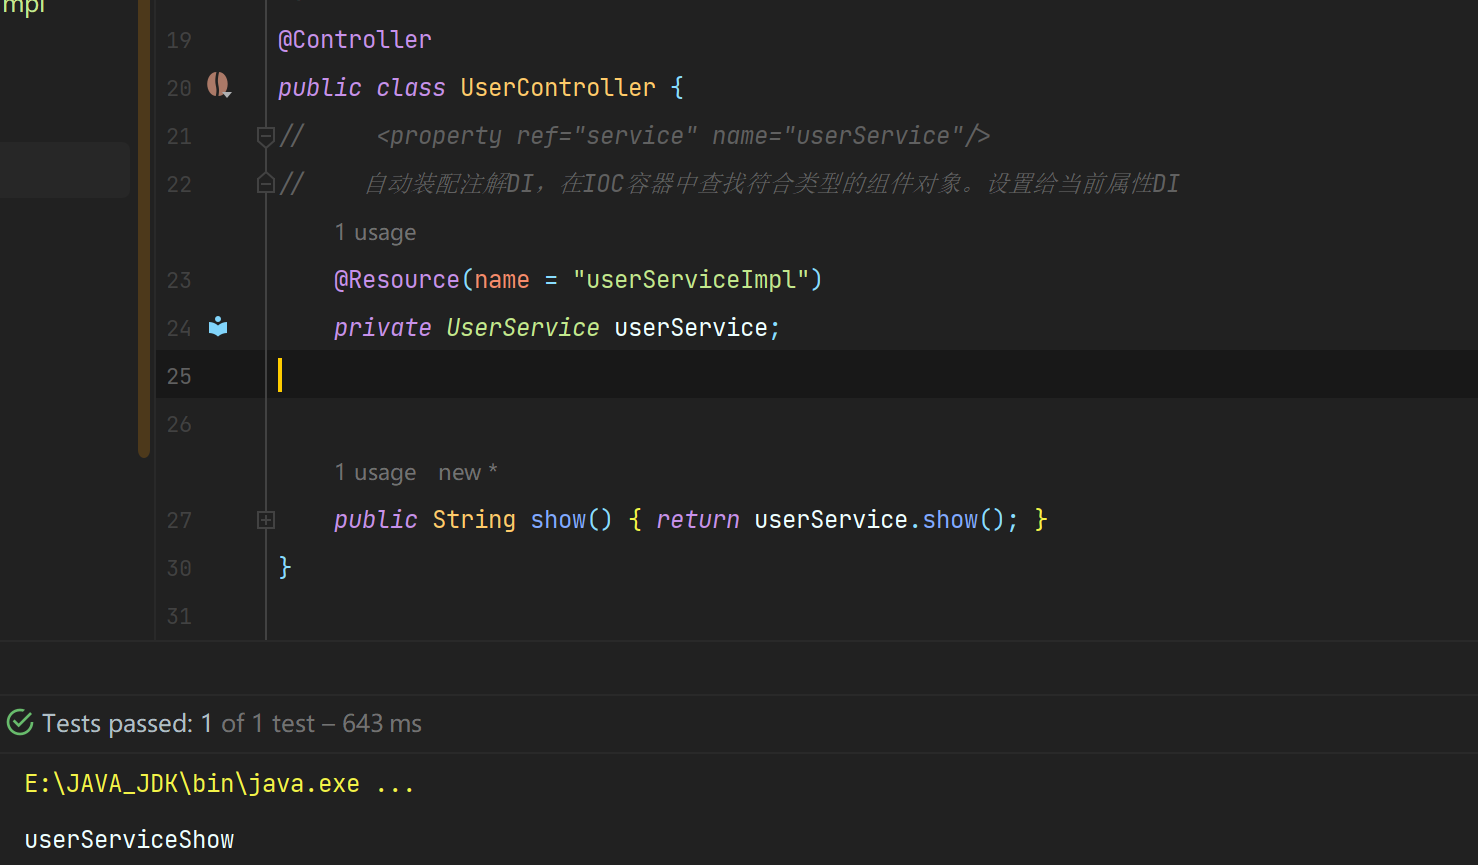 mpl
19 @Controller
20 public class UserController {
21 // <property ref="service" name="userService"/>
22 // 自动装配注解DI，在IOC容器中查找符合类型的组件对象。设置给当前属性DI
1 usage
23 @Resource(name = "userServiceImpl")
24 private UserService userService;
25
26
1 usage new *
27 public String show() { return userService.show(); }
30 }
31
Tests passed: 1 of 1 test – 643 ms
E:\JAVA_JDK\bin\java.exe ...
userServiceShow